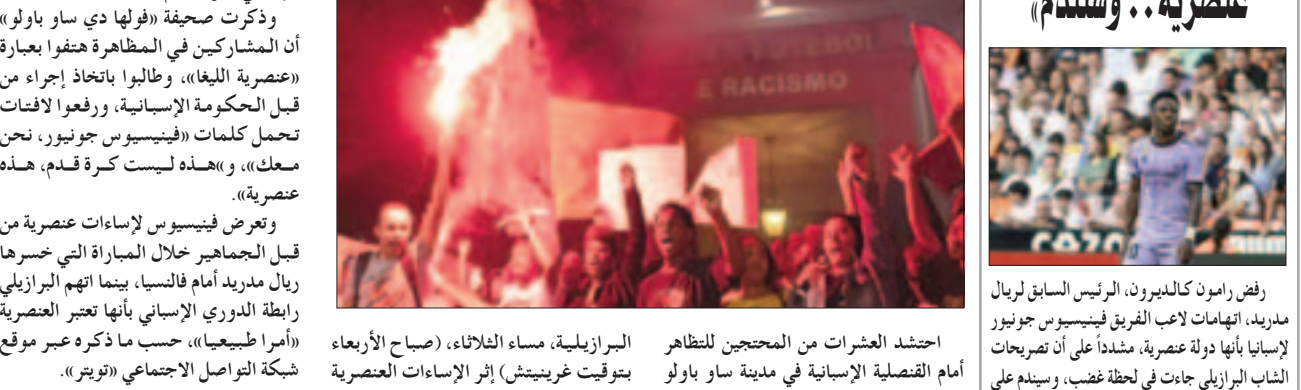 عنصرية.. وسيندم»
رفض رامون كالديرون، الرئيس السابق لريال
مدريد، اتهامات لاعب الفريق فينيسيوس جونيور
لإسبانيا بأنها دولة عنصرية، مشدداً على أن تصريحات
الشاب البرازيلي جاءت في لحظة غضب، وسيندم على
E RACISMO
احتشد العشرات من المحتجين للتظاهر
أمام القنصلية الإسبانية في مدينة ساو باولو
البرازيلية، مساء الثلاثاء، (صباح الأربعاء
بتوقيت غرينيتش) إثر الإساءات العنصرية
وذكرت صحيفة «فولها دي ساو باولو»
أن المشاركين في المظاهرة هتفوا بعبارة
«عنصرية الليغا»، وطالبوا باتخاذ إجراء من
قبل الحكومة الإسبانية، ورفعوا لافتات
تحمل كلمات «فينيسيوس جونيور، نحن
معك»، و»هذه ليست كرة قدم، هذه
عنصرية».
وتعرض فينيسيوس لإساءات عنصرية من
قبل الجماهير خلال المباراة التي خسرها
ريال مدريد أمام فالنسيا، بينما اتهم البرازيلي
رابطة الدوري الإسباني بأنها تعتبر العنصرية
«أمرا طبيعيا»، حسب ما ذكره عبر موقع
شبكة التواصل الاجتماعي «تويتر».